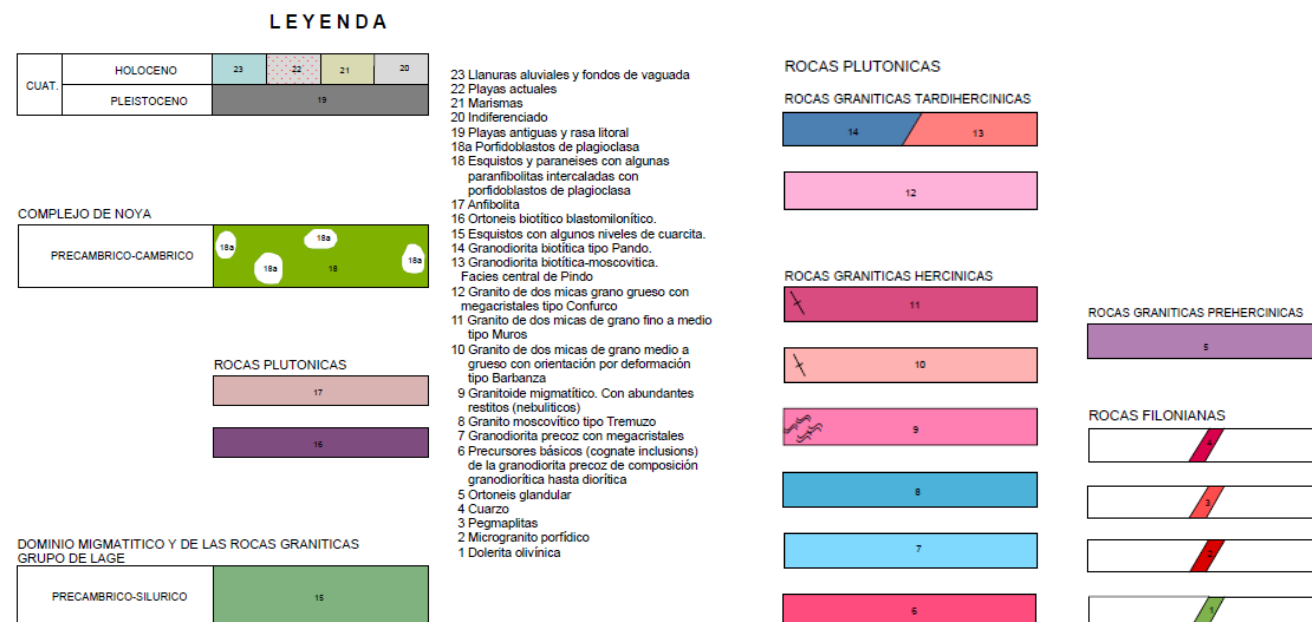 LEYENDA
CUAT.
HOLOCENO
23
22
21
20
PLEISTOCENO
19
COMPLEJO DE NOYA
PRECAMBRICO-CAMBRICO
18a
18a
18a
18
18a
ROCAS PLUTONICAS
17
16
DOMINIO MIGMATITICO Y DE LAS ROCAS GRANITICAS
GRUPO DE LAGE
PRECAMBRICO-SILURICO
15
23 Llanuras aluviales y fondos de vaguada
22 Playas actuales
21 Marismas
20 Indiferenciado
19 Playas antiguas y rasa litoral
18a Porfidoblastos de plagioclasa
18 Esquistos y paraneises con algunas
paranfibolitas intercaladas con
porfidoblastos de plagioclasa
17 Anfibolita
16 Ortoneis biotítico blastomilonítico.
15 Esquistos con algunos niveles de cuarcita.
14 Granodiorita biotítica tipo Pando.
13 Granodiorita biotítica-moscovitica.
Facies central de Pindo
12 Granito de dos micas grano grueso con
megacristales tipo Confurco
11 Granito de dos micas de grano fino a medio
tipo Muros
10 Granito de dos micas de grano medio a
grueso con orientación por deformación
tipo Barbanza
9 Granitoide migmatítico. Con abundantes
restitos (nebuliticos)
8 Granito moscovítico tipo Tremuzo
7 Granodiorita precoz con megacristales
6 Precursores básicos (cognate inclusions)
de la granodiorita precoz de composición
granodiorítica hasta diorítica
5 Ortoneis glandular
4 Cuarzo
3 Pegmaplitas
2 Microgranito porfídico
1 Dolerita olivínica
ROCAS PLUTONICAS
ROCAS GRANITICAS TARDIHERCINICAS
14
13
12
ROCAS GRANITICAS HERCINICAS
11
10
9
8
7
6
ROCAS GRANITICAS PREHERCINICAS
5
ROCAS FILONIANAS
4
3
2
1